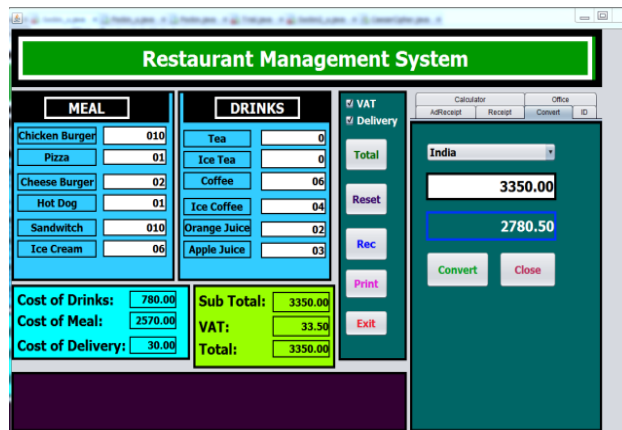 Restaurant Management System
MEAL
Chicken Burger 010
Pizza 01
Cheese Burger 02
Hot Dog 01
Sandwitch 010
Ice Cream 06
DRINKS
Tea 0
Ice Tea 0
Coffee 06
Ice Coffee 04
Orange Juice 02
Apple Juice 03
VAT
Delivery
Total
Reset
Rec
Print
Exit
Calculator Office
AdReceipt Receipt Convert ID
India
3350.00
2780.50
Convert Close
Cost of Drinks: 780.00
Cost of Meal: 2570.00
Cost of Delivery: 30.00
Sub Total: 3350.00
VAT: 33.50
Total: 3350.00